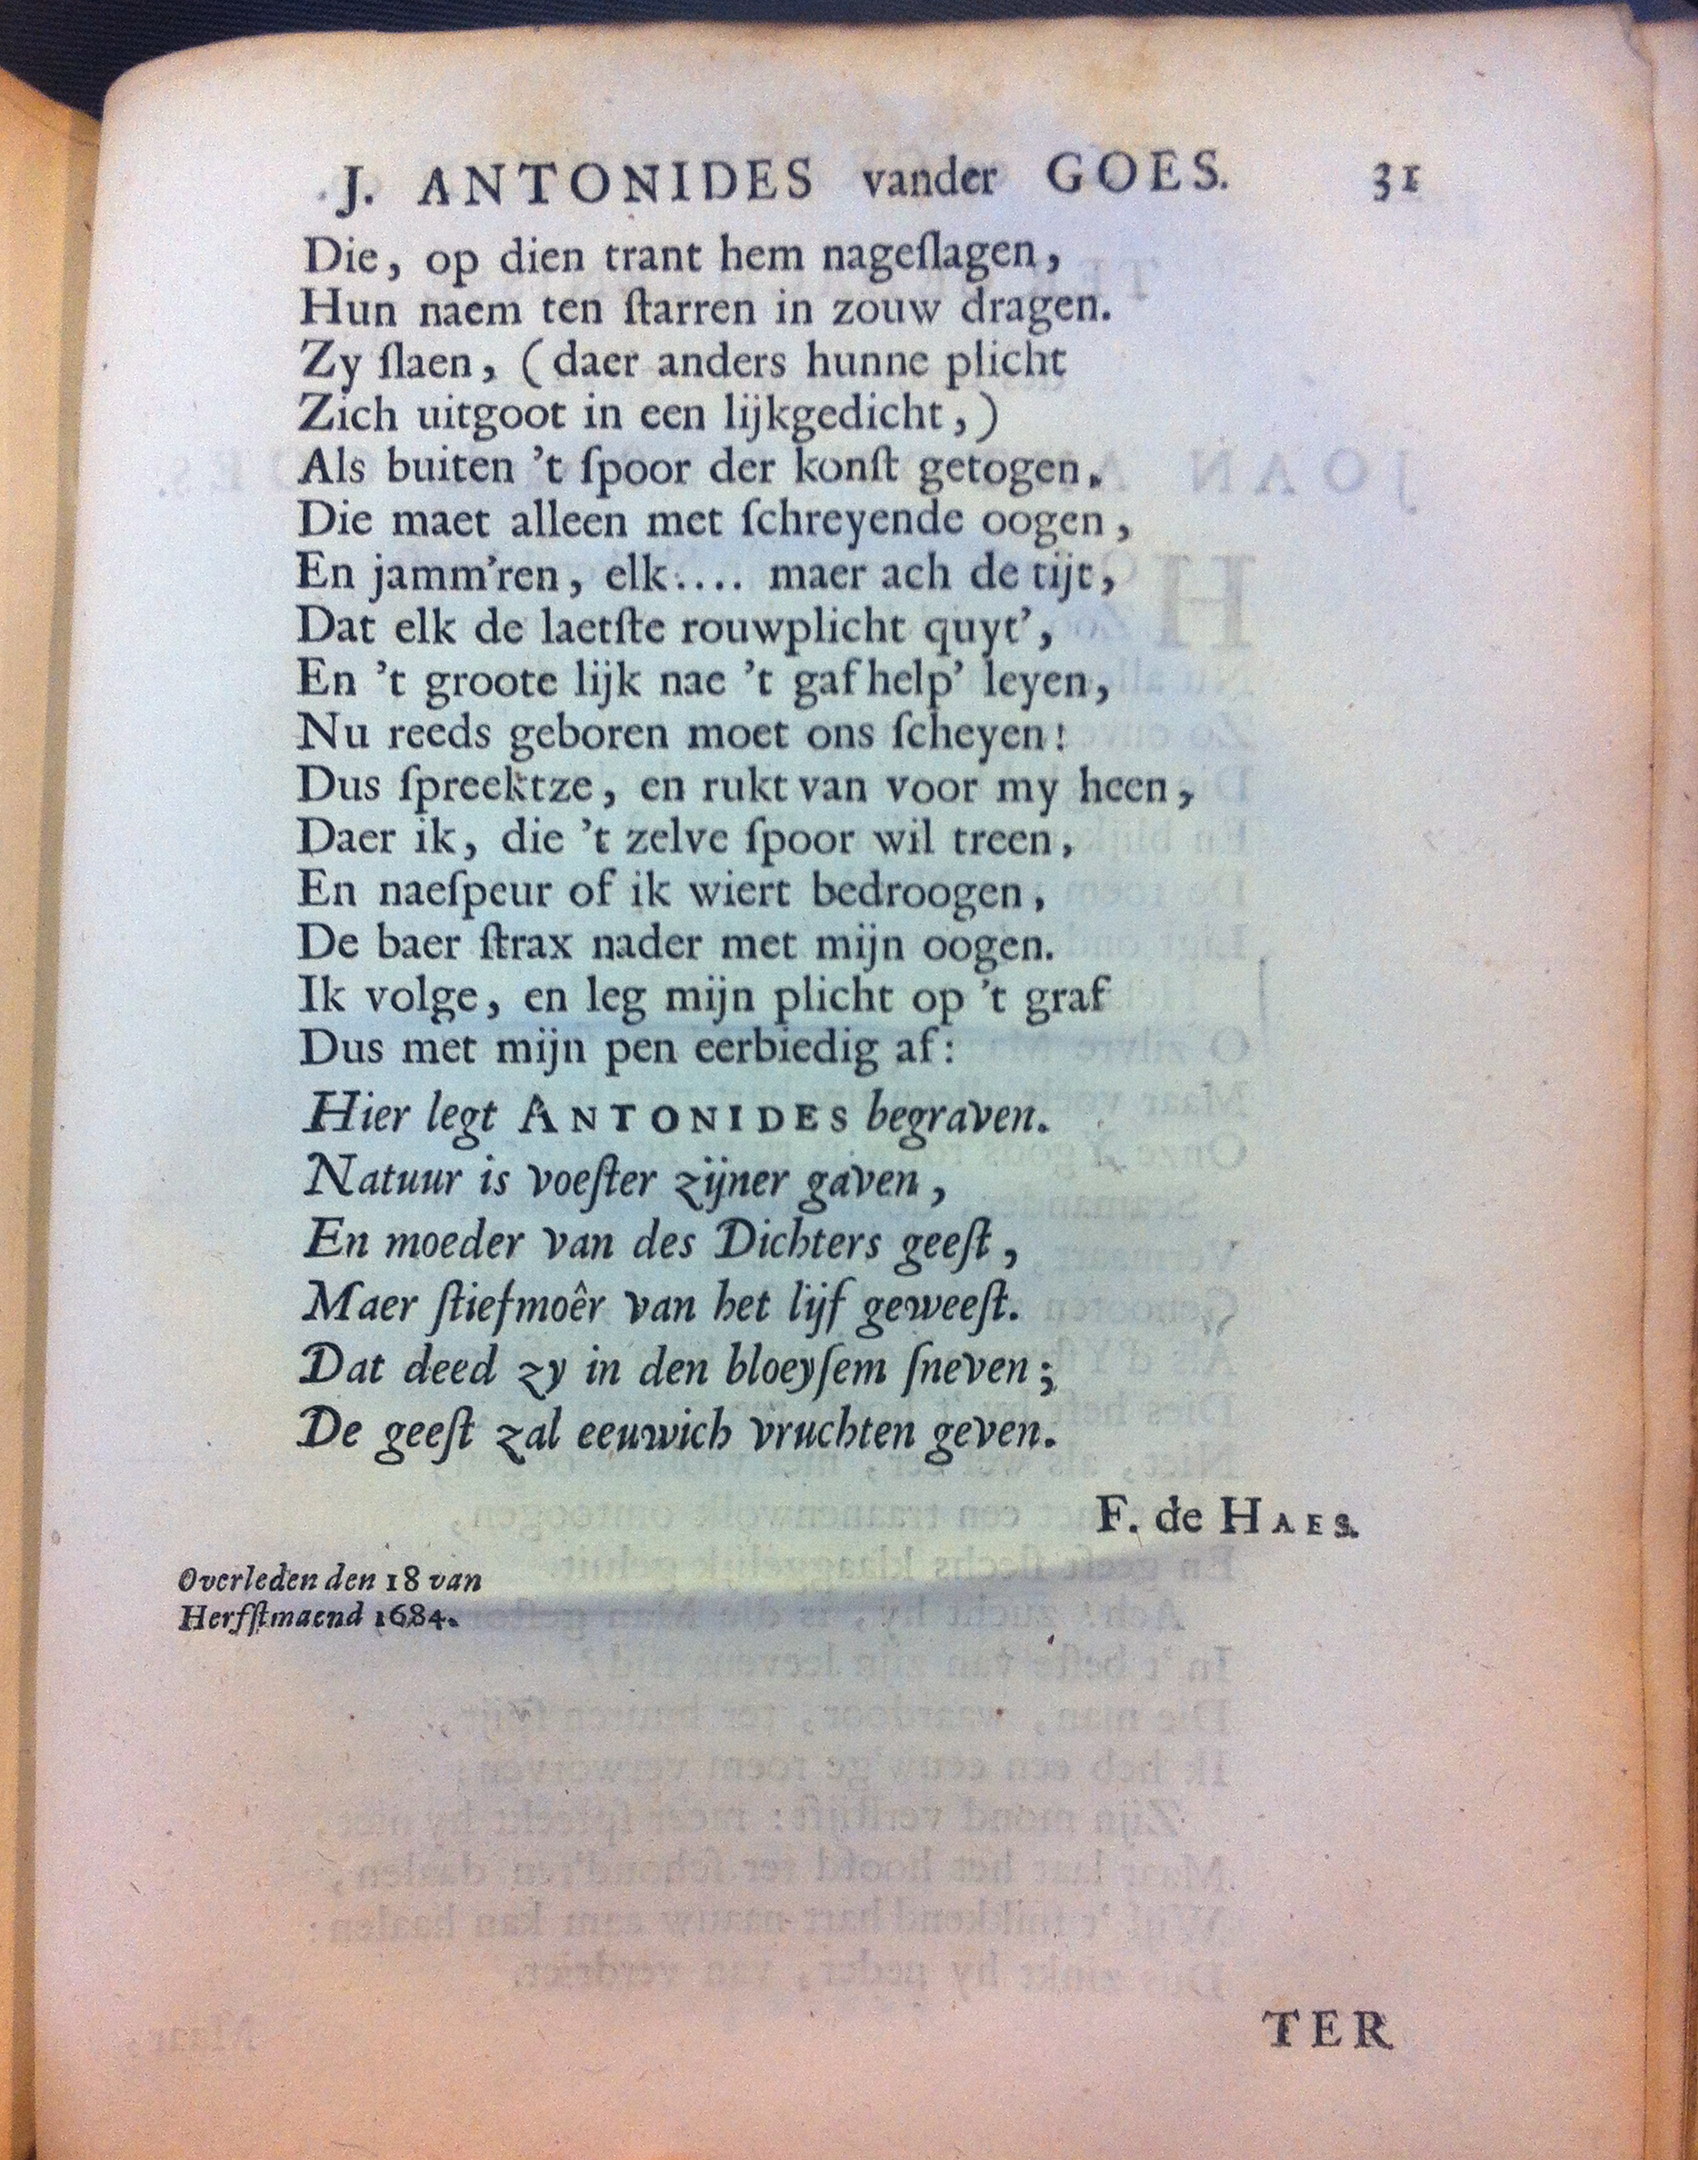 J. ANTONIDES vander GOES. 31
Die, op dien trant hem nageſlagen,
Hun naem ten ſtarren in zouw dragen.
Zy ſlaen, (daer anders hunne plicht
Zich uitgoot in een lijkgedicht,)
Als buiten 't ſpoor der konſt getogen,
Die maet alleen met ſchreyende oogen,
En jamm'ren, elk.... maer ach de tijt,
Dat elk de laetſte rouwplicht quyt',
En 't groote lijk nae 't gaf help' leyen,
Nu reeds geboren moet ons ſcheyen!
Dus ſpreektze, en rukt van voor my heen,
Daer ik, die 't zelve ſpoor wil treen,
En naeſpeur of ik wiert bedroogen,
De baer ſtrax nader met mijn oogen.
Ik volge, en leg mijn plicht op 't graf
Dus met mijn pen eerbiedig af:
Hier legt ANTONIDES begraven.
Natuur is voeſter zijner gaven,
En moeder van des Dichters geeſt,
Maer ſtiefmoêr van het lijf geweeſt.
Dat deed zy in den bloeyſem ſneven;
De geeſt zal eeuwich vruchten geven.
F. de HAES.
Overleden den 18 van
Herfſtmaend 1684.
TER